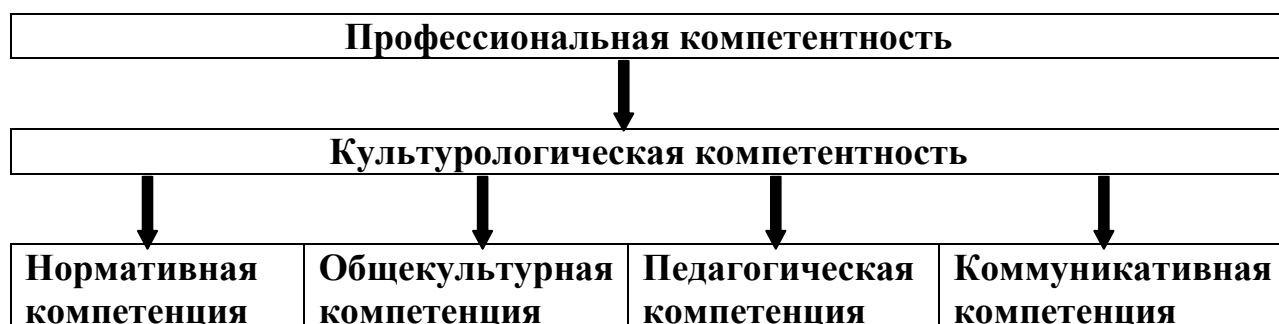 Профессиональная компетентность
Культурологическая компетентность
Нормативная компетенция
Общекультурная компетенция
Педагогическая компетенция
Коммуникативная компетенция